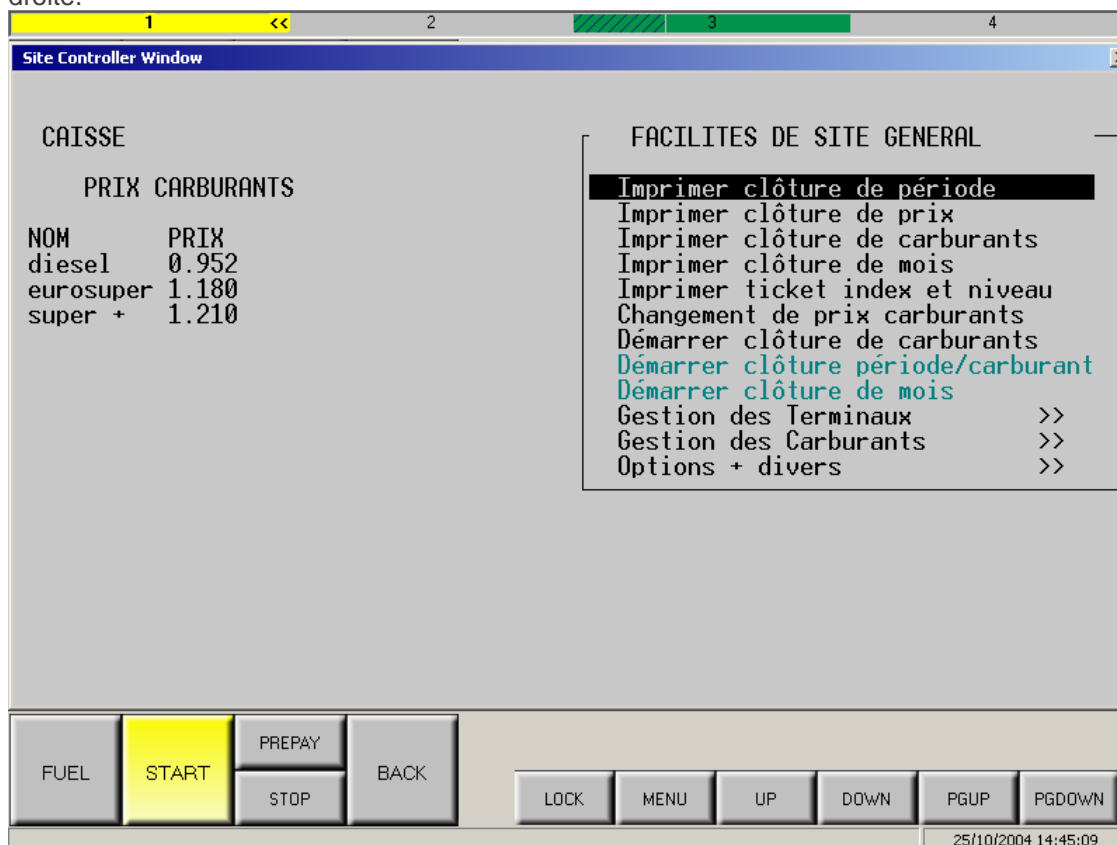 droite.
1 << 2 3 4
Site Controller Window
CAISSE
PRIX CARBURANTS
NOM PRIX
diesel 0.952
eurosuper 1.180
super + 1.210
FACILITES DE SITE GENERAL
Imprimer clôture de période
Imprimer clôture de prix
Imprimer clôture de carburants
Imprimer clôture de mois
Imprimer ticket index et niveau
Changement de prix carburants
Démarrer clôture de carburants
Démarrer clôture période/carburant
Démarrer clôture de mois
Gestion des Terminaux >>
Gestion des Carburants >>
Options + divers >>
FUEL
START
PREPAY
STOP
BACK
LOCK
MENU
UP
DOWN
PGUP
PGDOWN
25/10/2004 14:45:09